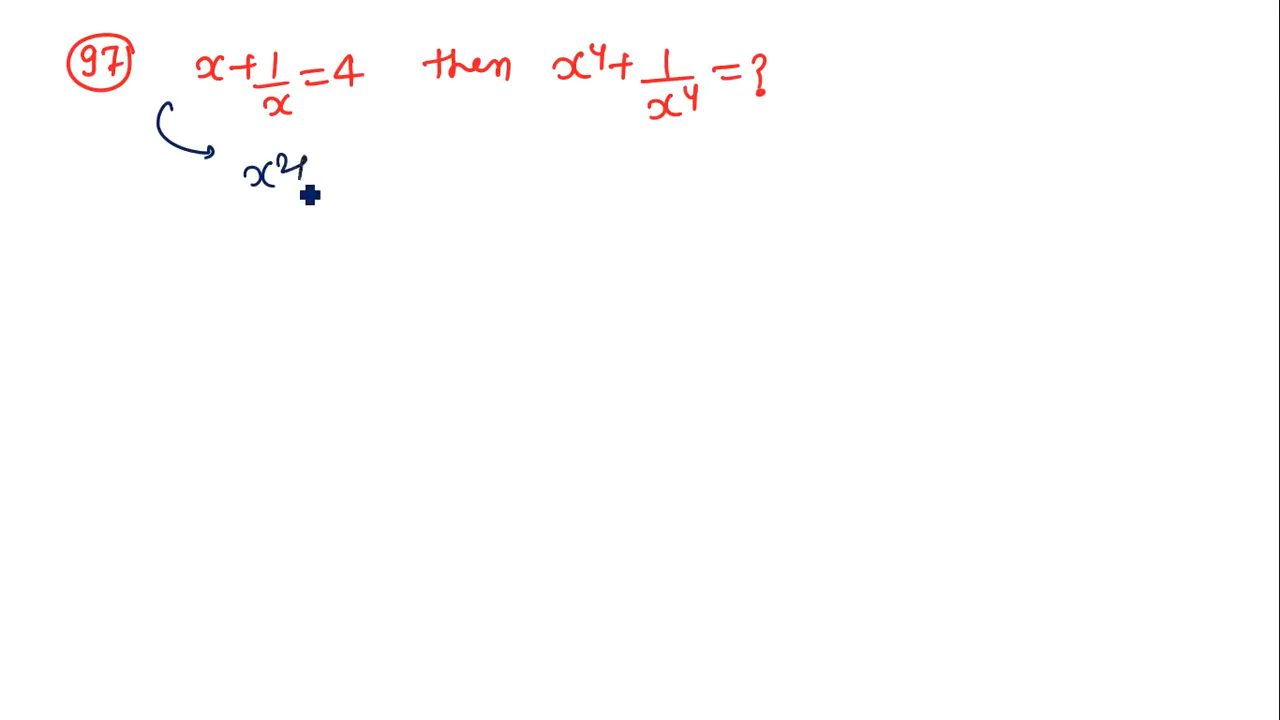 97 x + 1/x = 4 then x⁴ + 1/x⁴ = ?
x²